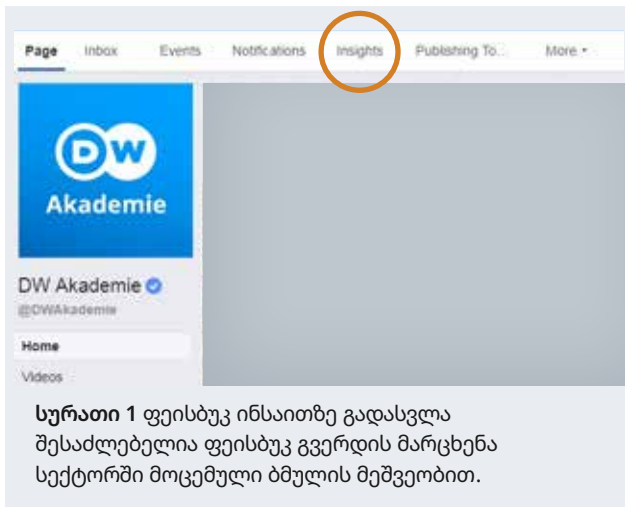 Page Inbox Events Notifications Insights Publishing To... More
DW
Akademie
DW Akademie
@DWAkademie
Home
Videos
სურათი 1 ფეისბუკ ინსაითზე გადასვლა
შესაძლებელია ფეისბუკ გვერდის მარცხენა
სექტორში მოცემული ბმულის მეშვეობით.